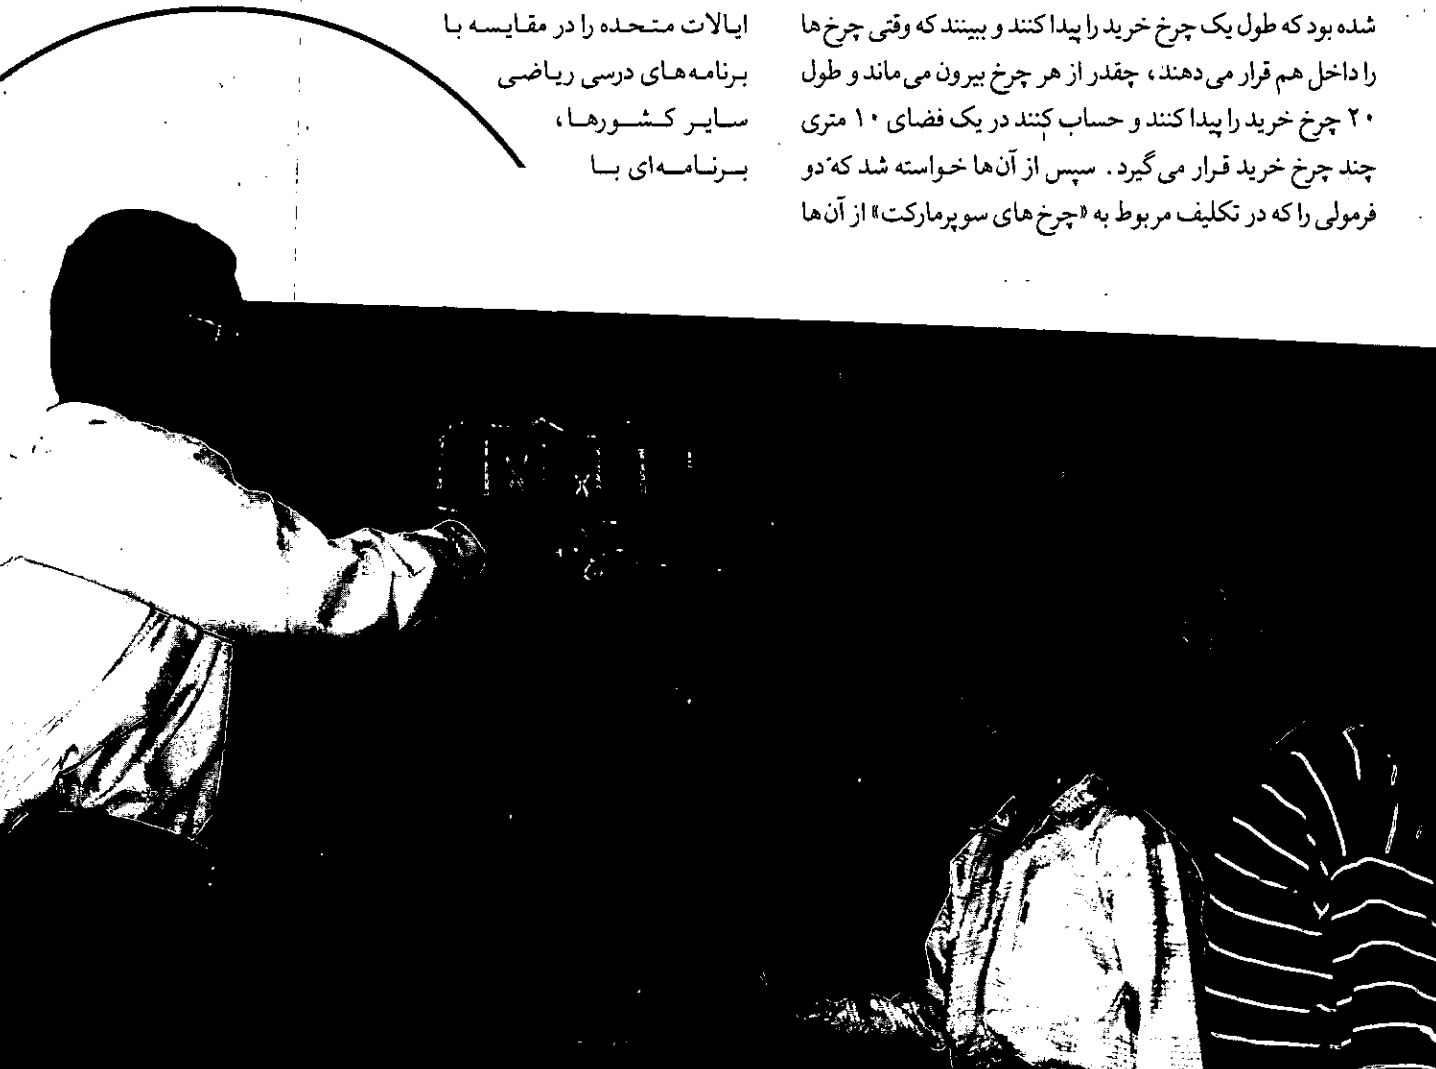 شده بود که طول یک چرخ خرید را پیدا کنند و ببینند که وقتی چرخ ها
را داخل هم قرار می دهند، چقدر از هر چرخ بیرون می ماند و طول
۲۰ چرخ خرید را پیدا کنند و حساب کنند در یک فضای ۱۰ متری
چند چرخ خرید قرار می گیرد. سپس از آن ها خواسته شد که دو
فرمولی را که در تکلیف مربوط به «چرخ های سوپرمارکت» از آن ها
ایالات متحده را در مقایسه با
برنامه های درسی ریاضی
سایر کشورها،
برنامه ای با